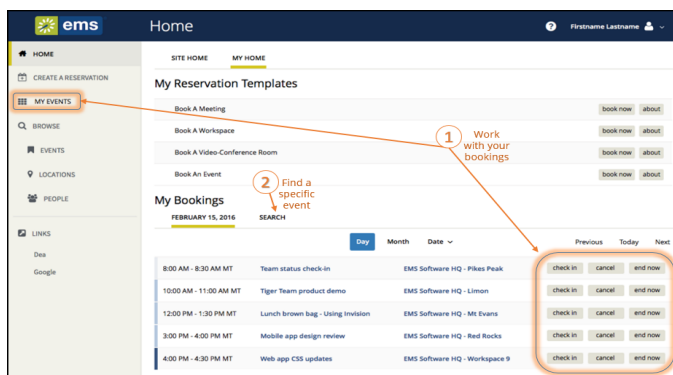 ems
Home
? Firstname Lastname
HOME
CREATE A RESERVATION
MY EVENTS
BROWSE
EVENTS
LOCATIONS
PEOPLE
LINKS
Dea
Google
SITE HOME MY HOME
My Reservation Templates
Book A Meeting book now about
Book A Workspace book now about
Book A Video-Conference Room book now about
Book An Event book now about
1 Work
with your
bookings
2 Find a
specific
event
My Bookings
FEBRUARY 15, 2016 SEARCH
Day Month Date Previous Today Next
8:00 AM - 8:30 AM MT Team status check-in EMS Software HQ - Pikes Peak check in cancel end now
10:00 AM - 11:00 AM MT Tiger Team product demo EMS Software HQ - Limon check in cancel end now
12:00 PM - 1:30 PM MT Lunch brown bag - Using Invision EMS Software HQ - Mt Evans check in cancel end now
3:00 PM - 4:00 PM MT Mobile app design review EMS Software HQ - Red Rocks check in cancel end now
4:00 PM - 4:30 PM MT Web app CSS updates EMS Software HQ - Workspace 9 check in cancel end now